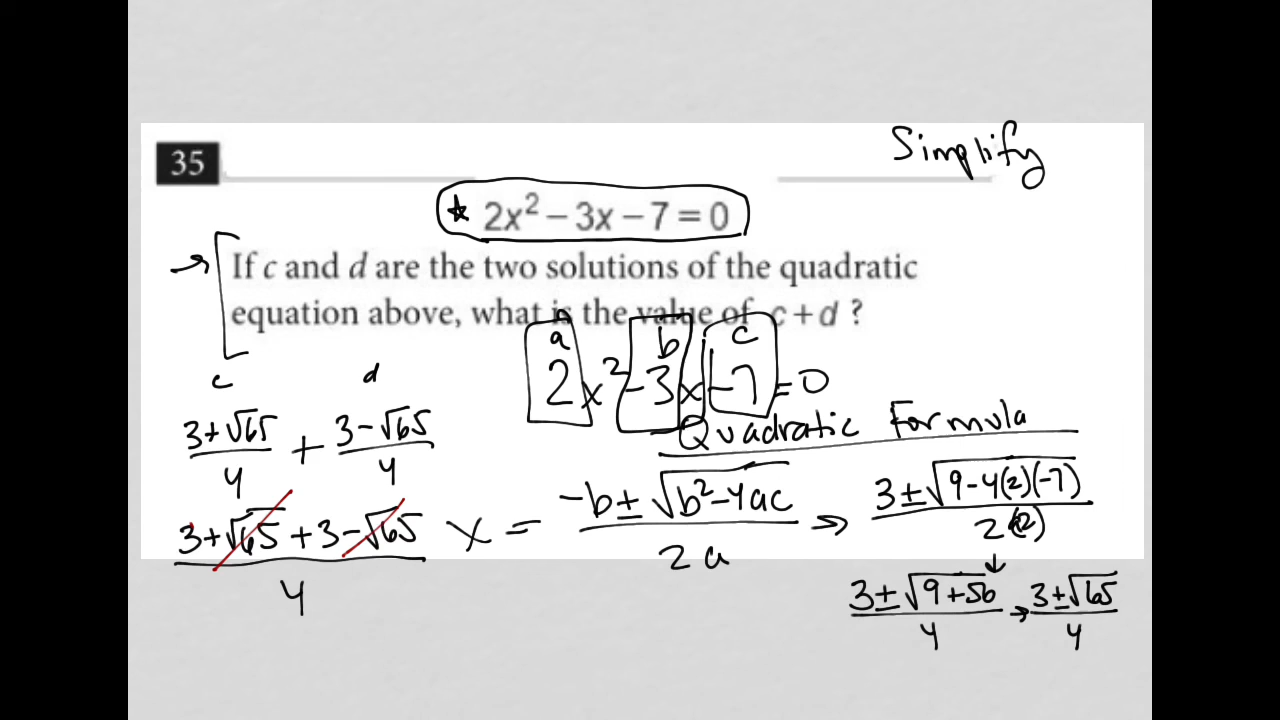 Simplify
35
★ 2x² – 3x – 7 = 0
If c and d are the two solutions of the quadratic
equation above, what is the value of c + d ?
a b c
2x² -3x -7 = 0
Quadratic Formula
c d
3+√65/4 + 3-√65/4
3+√65+3-√65/4
x = -b±√b²-4ac/2a → 3±√9-4(2)(-7)/2(2)
↓
3±√9+56/4 → 3±√65/4